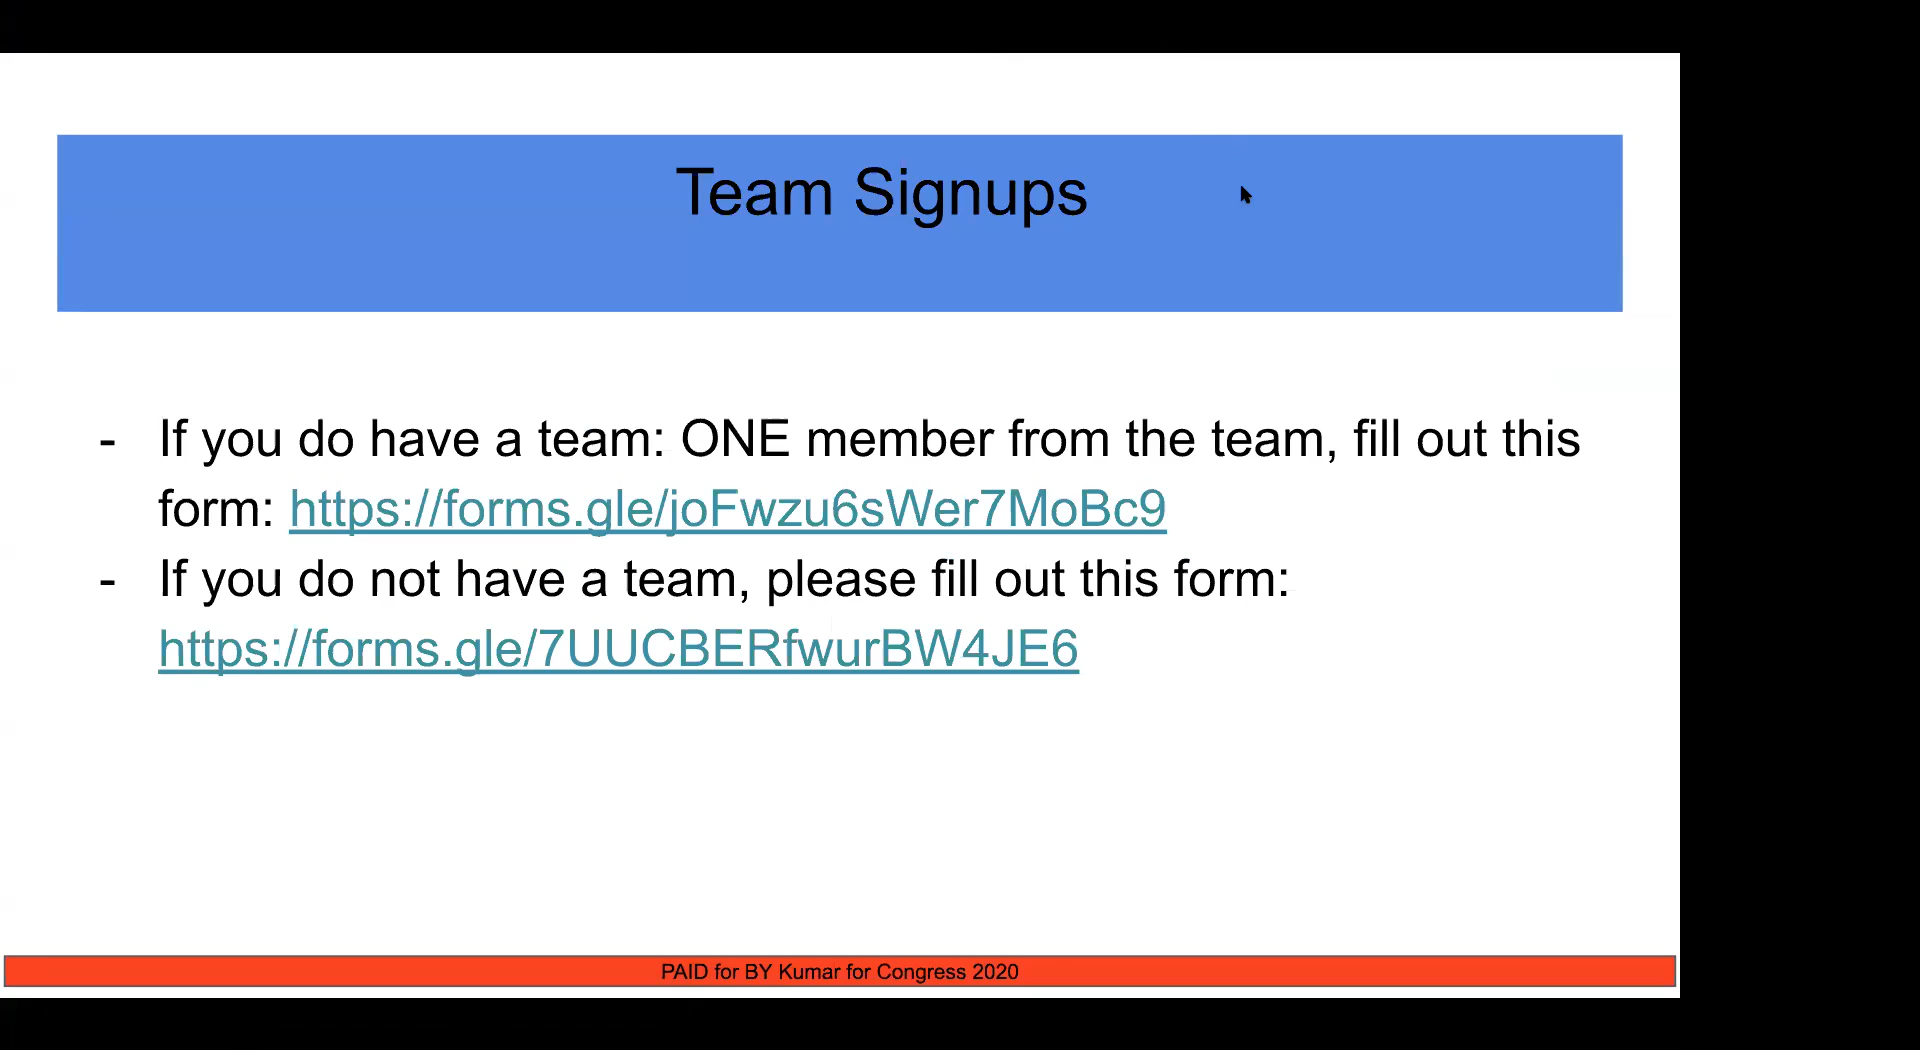 Team Signups
- If you do have a team: ONE member from the team, fill out this
form: https://forms.gle/joFwzu6sWer7MoBc9
- If you do not have a team, please fill out this form:
https://forms.gle/7UUCBERfwurBW4JE6
PAID for BY Kumar for Congress 2020